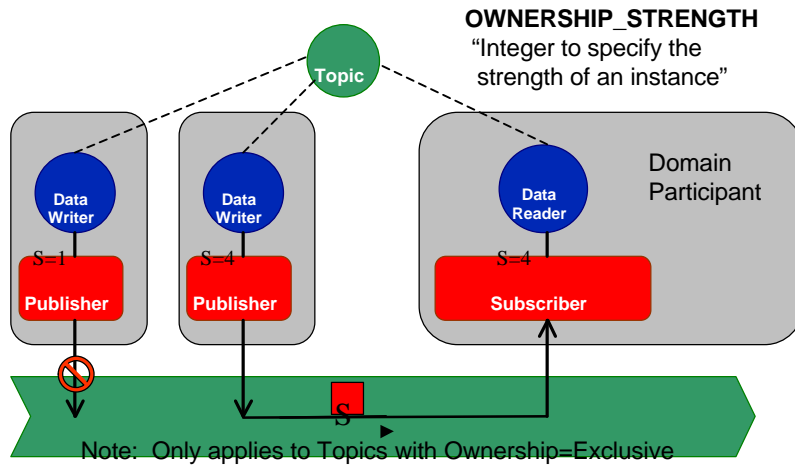 OWNERSHIP_STRENGTH
“Integer to specify the
strength of an instance”
Topic
Domain
Participant
Data
Writer
Data
Writer
Data
Reader
S=1
S=4
S=4
Publisher
Publisher
Subscriber
S
Note: Only applies to Topics with Ownership=Exclusive